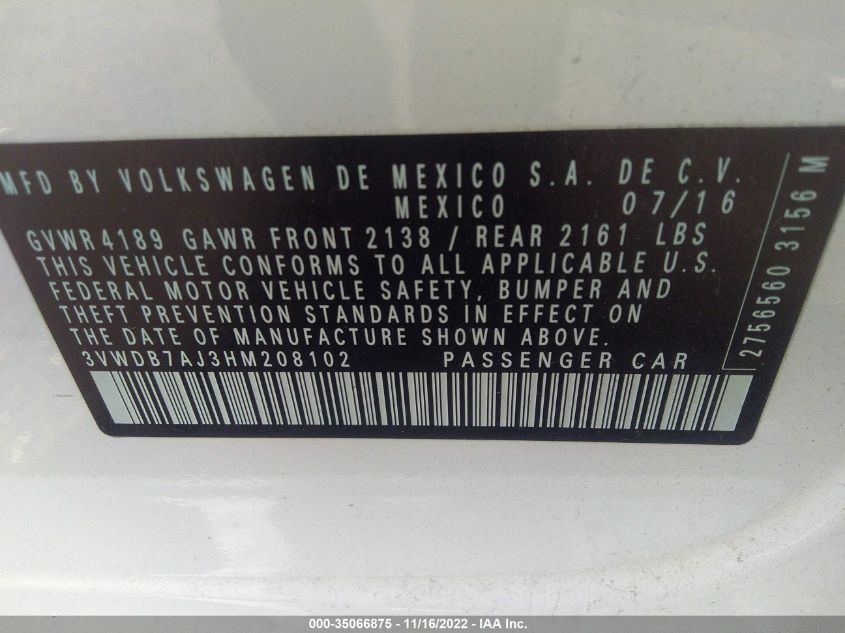 MFD BY VOLKSWAGEN DE MEXICO S.A. DE C.V.
MEXICO 07/16
GVWR 4189 GAWR FRONT 2138 / REAR 2161 LBS
THIS VEHICLE CONFORMS TO ALL APPLICABLE U.S.
FEDERAL MOTOR VEHICLE SAFETY, BUMPER AND
THEFT PREVENTION STANDARDS IN EFFECT ON
THE DATE OF MANUFACTURE SHOWN ABOVE.
3VWDB7AJ3HM208102 PASSENGER CAR
2756560 3156 M
000-35066875 - 11/16/2022 - IAA Inc.